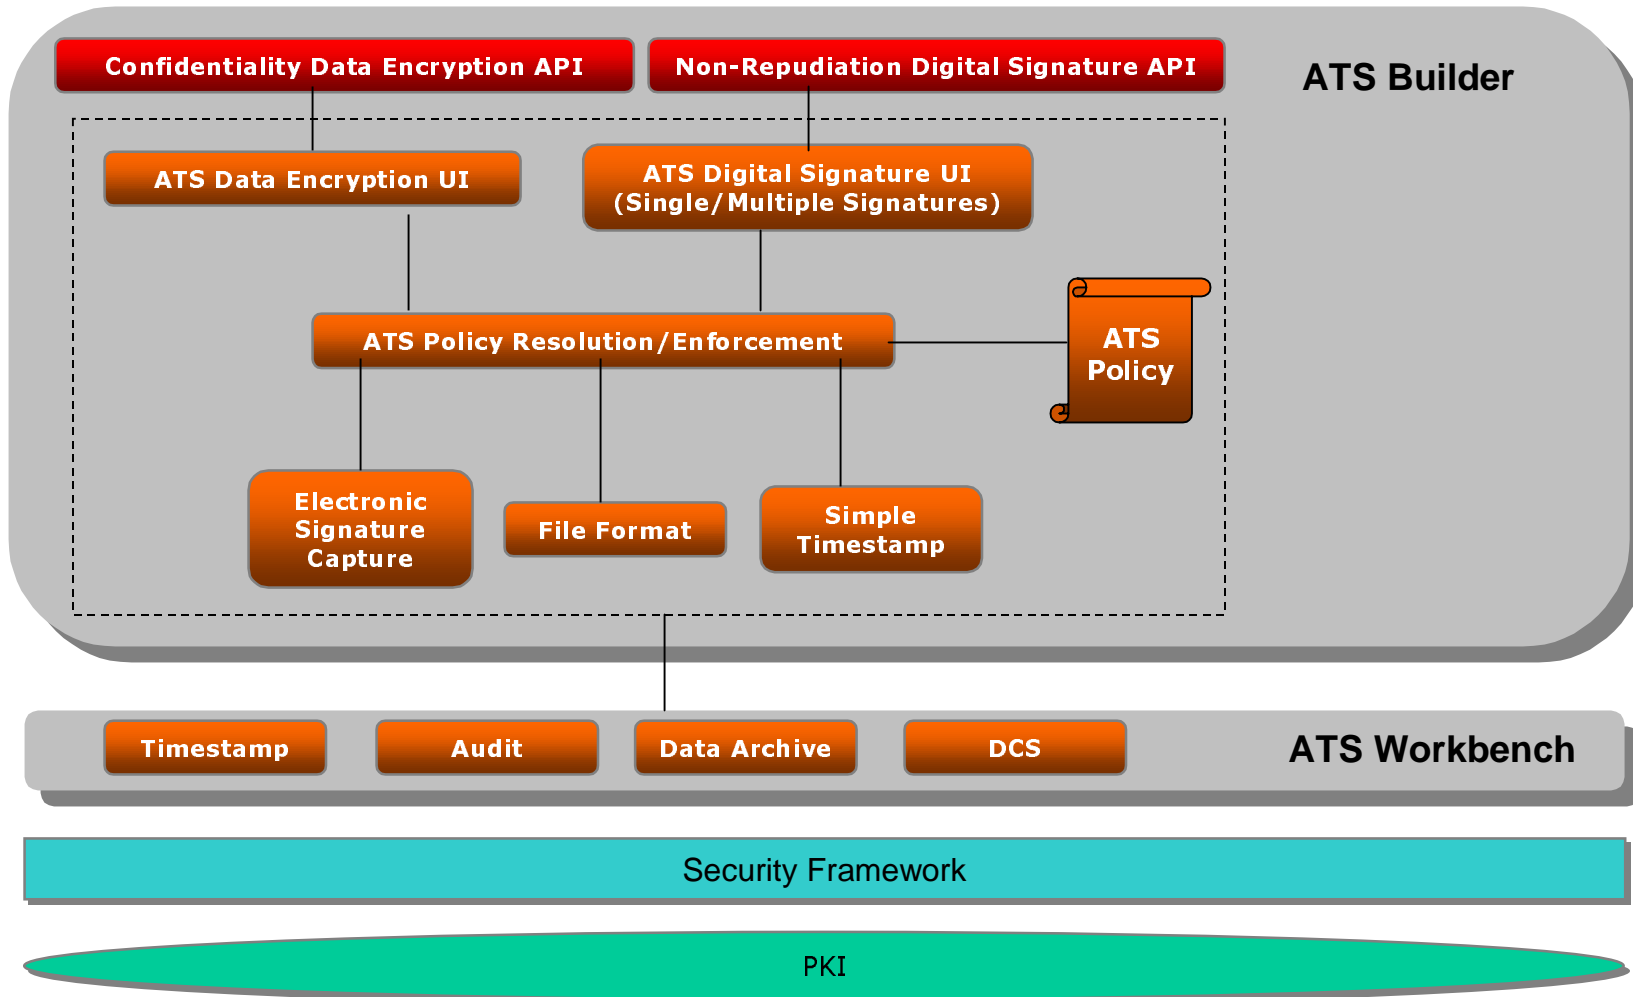 Confidentiality Data Encryption API
Non-Repudiation Digital Signature API
ATS Builder
ATS Data Encryption UI
ATS Digital Signature UI
(Single/Multiple Signatures)
ATS Policy Resolution/Enforcement
ATS
Policy
Electronic
Signature
Capture
File Format
Simple
Timestamp
Timestamp
Audit
Data Archive
DCS
ATS Workbench
Security Framework
PKI